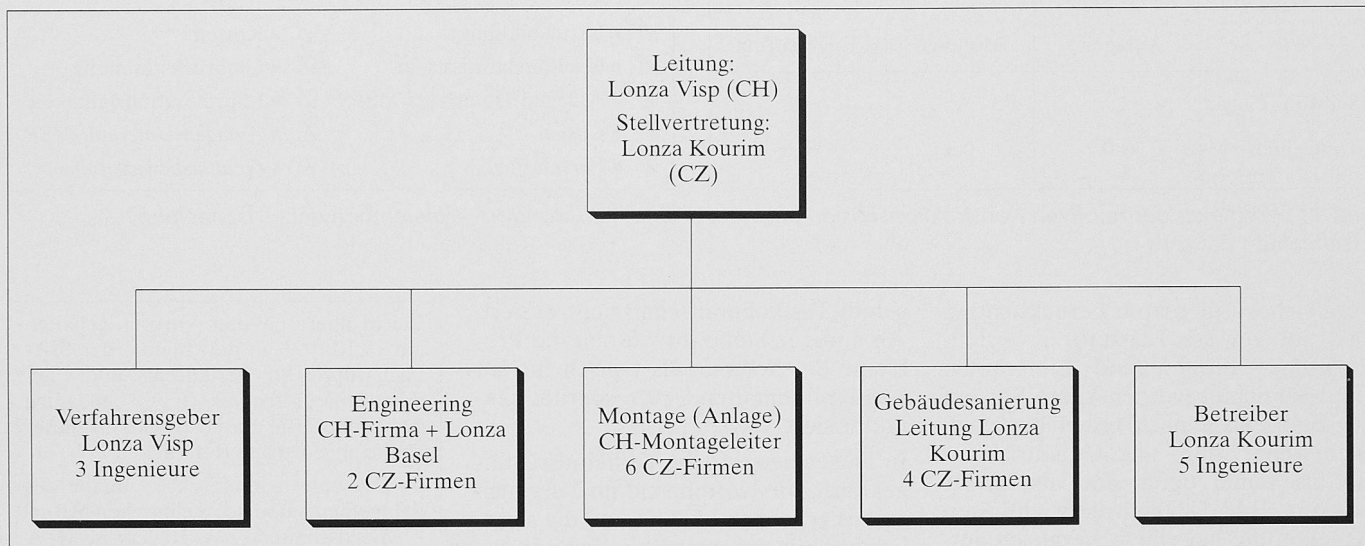 Leitung:
Lonza Visp (CH)
Stellvertretung:
Lonza Kourim
(CZ)
Verfahrensgeber
Lonza Visp
3 Ingenieure
Engineering
CH-Firma + Lonza
Basel
2 CZ-Firmen
Montage (Anlage)
CH-Montageleiter
6 CZ-Firmen
Gebäudesanierung
Leitung Lonza
Kourim
4 CZ-Firmen
Betreiber
Lonza Kourim
5 Ingenieure